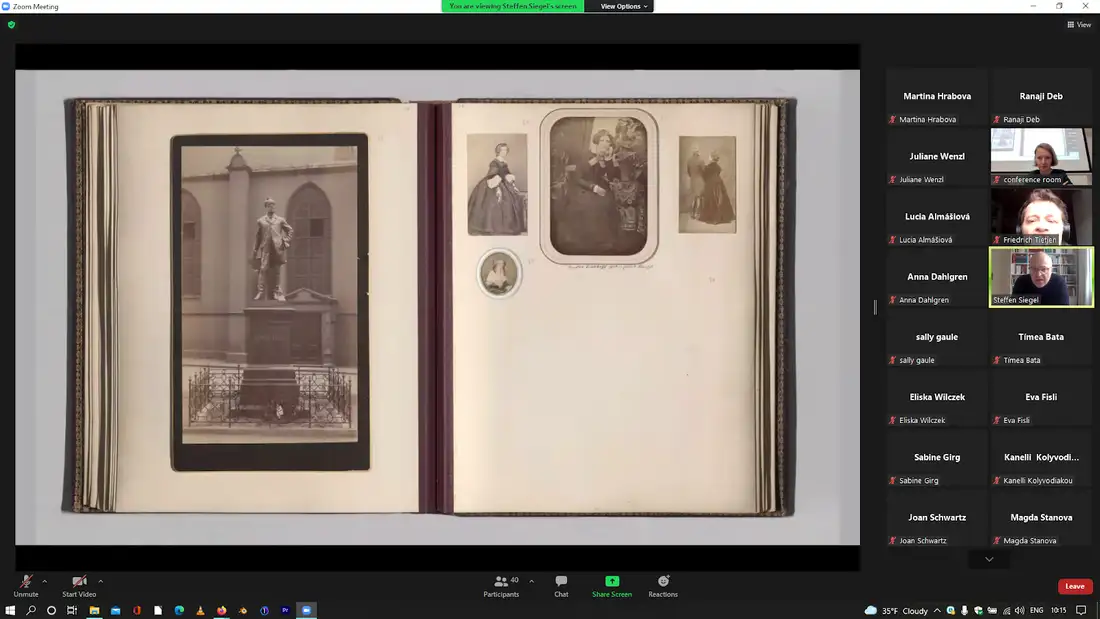 Zoom Meeting
You are viewing Steffen Siegel's screen
View Options
View
Martina Hrabova
Martina Hrabova
Ranaji Deb
Ranaji Deb
Juliane Wenzl
Juliane Wenzl
conference room
Lucia Almášiová
Lucia Almášiová
Friedrich Tietjen
Anna Dahlgren
Anna Dahlgren
Steffen Siegel
sally gaule
sally gaule
Tímea Bata
Tímea Bata
Eliska Wilczek
Eliska Wilczek
Eva Fisli
Eva Fisli
Sabine Girg
Sabine Girg
Kanelli Kolyvodi...
Kanelli Kolyvodiakou
Joan Schwartz
Joan Schwartz
Magda Stanova
Magda Stanova
Unmute
Start Video
40
Participants
Chat
Share Screen
Reactions
Leave
Pr
35°F Cloudy
ENG
10:15